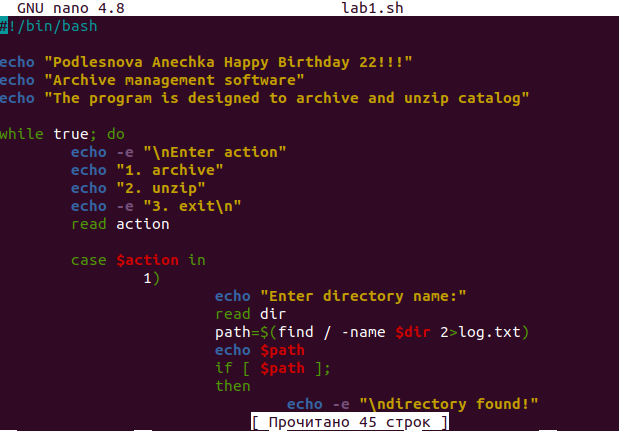 GNU nano 4.8 lab1.sh
#!/bin/bash
echo "Podlesnova Anechka Happy Birthday 22!!!"
echo "Archive management software"
echo "The program is designed to archive and unzip catalog"
while true; do
echo -e "\nEnter action"
echo "1. archive"
echo "2. unzip"
echo -e "3. exit\n"
read action
case $action in
1)
echo "Enter directory name:"
read dir
path=$(find / -name $dir 2>log.txt)
echo $path
if [ $path ];
then
echo -e "\ndirectory found!"
[ Прочитано 45 строк ]